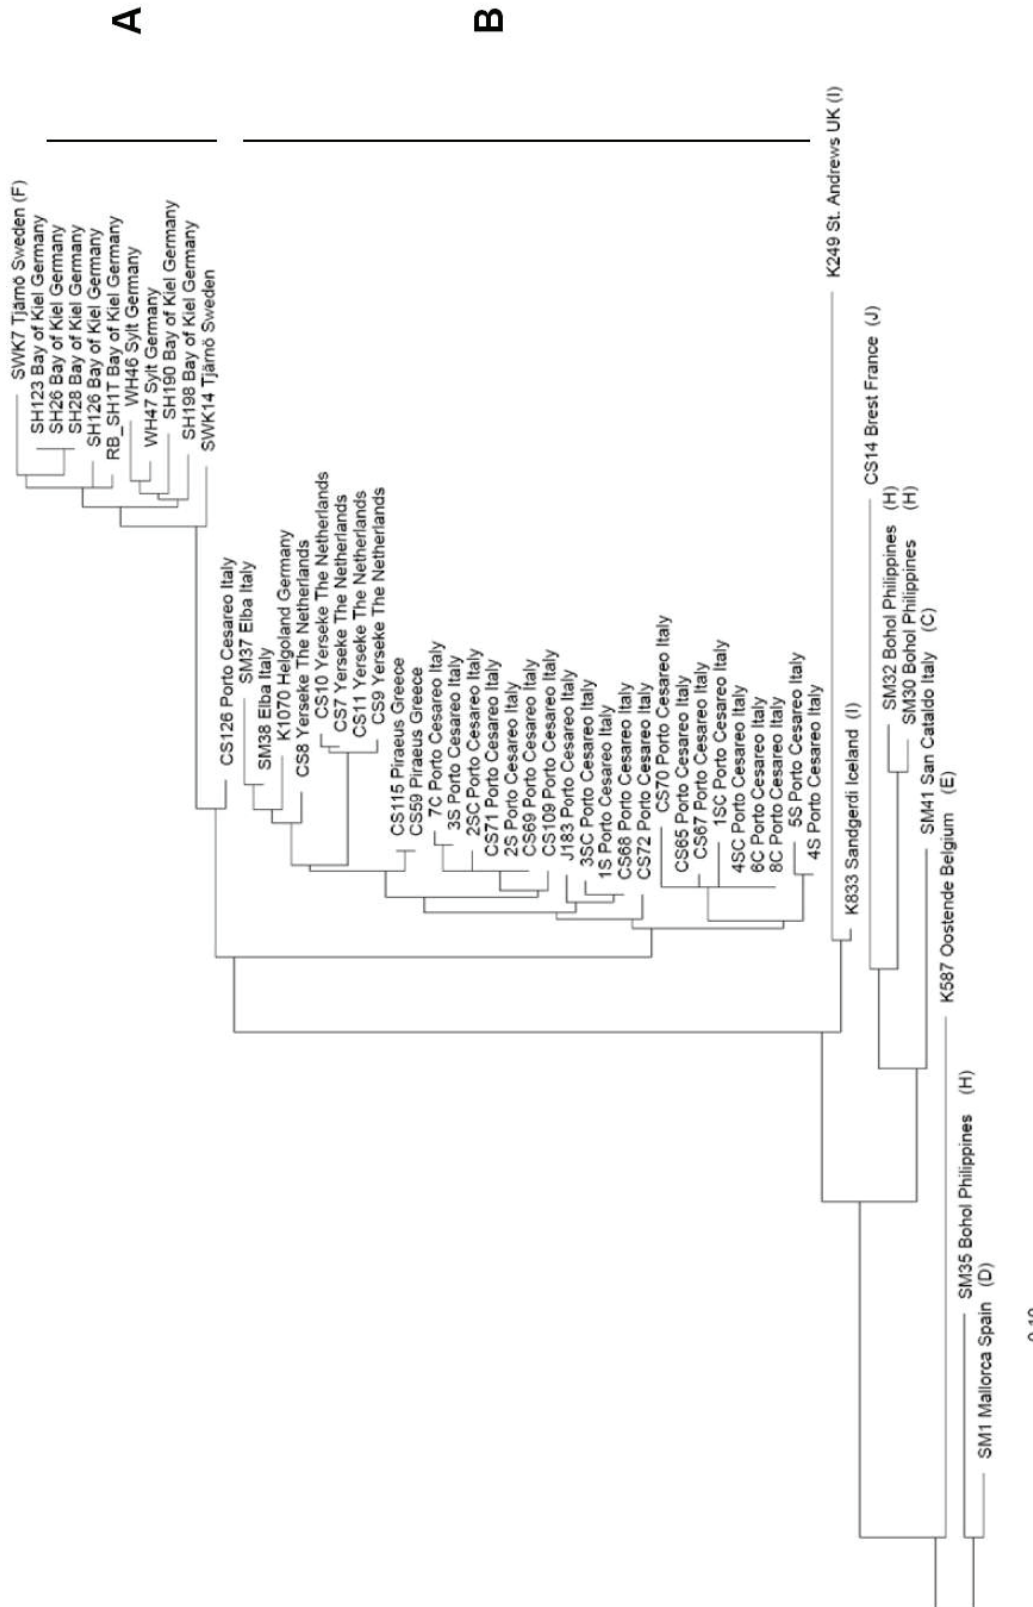 A
B
SWK7 Tjärnö Sweden (F)
SH123 Bay of Kiel Germany
SH26 Bay of Kiel Germany
SH28 Bay of Kiel Germany
SH126 Bay of Kiel Germany
RB_SH1T Bay of Kiel Germany
WH46 Sylt Germany
WH47 Sylt Germany
SH190 Bay of Kiel Germany
SH198 Bay of Kiel Germany
SWK14 Tjärnö Sweden
CS126 Porto Cesareo Italy
SM37 Elba Italy
SM38 Elba Italy
K1070 Helgoland Germany
CS8 Yerseke The Netherlands
CS10 Yerseke The Netherlands
CS7 Yerseke The Netherlands
CS11 Yerseke The Netherlands
CS9 Yerseke The Netherlands
CS115 Piraeus Greece
CS59 Piraeus Greece
7C Porto Cesareo Italy
3S Porto Cesareo Italy
2SC Porto Cesareo Italy
CS71 Porto Cesareo Italy
2S Porto Cesareo Italy
CS69 Porto Cesareo Italy
CS109 Porto Cesareo Italy
J183 Porto Cesareo Italy
3SC Porto Cesareo Italy
1S Porto Cesareo Italy
CS68 Porto Cesareo Italy
CS72 Porto Cesareo Italy
CS70 Porto Cesareo Italy
CS65 Porto Cesareo Italy
CS67 Porto Cesareo Italy
1SC Porto Cesareo Italy
4SC Porto Cesareo Italy
6C Porto Cesareo Italy
8C Porto Cesareo Italy
5S Porto Cesareo Italy
4S Porto Cesareo Italy
K249 St. Andrews UK (I)
K833 Sandgerdi Iceland (I)
CS14 Brest France (J)
SM32 Bohol Philippines (H)
SM30 Bohol Philippines (H)
SM41 San Cataldo Italy (C)
K587 Oostende Belgium (E)
SM35 Bohol Philippines (H)
SM1 Mallorca Spain (D)